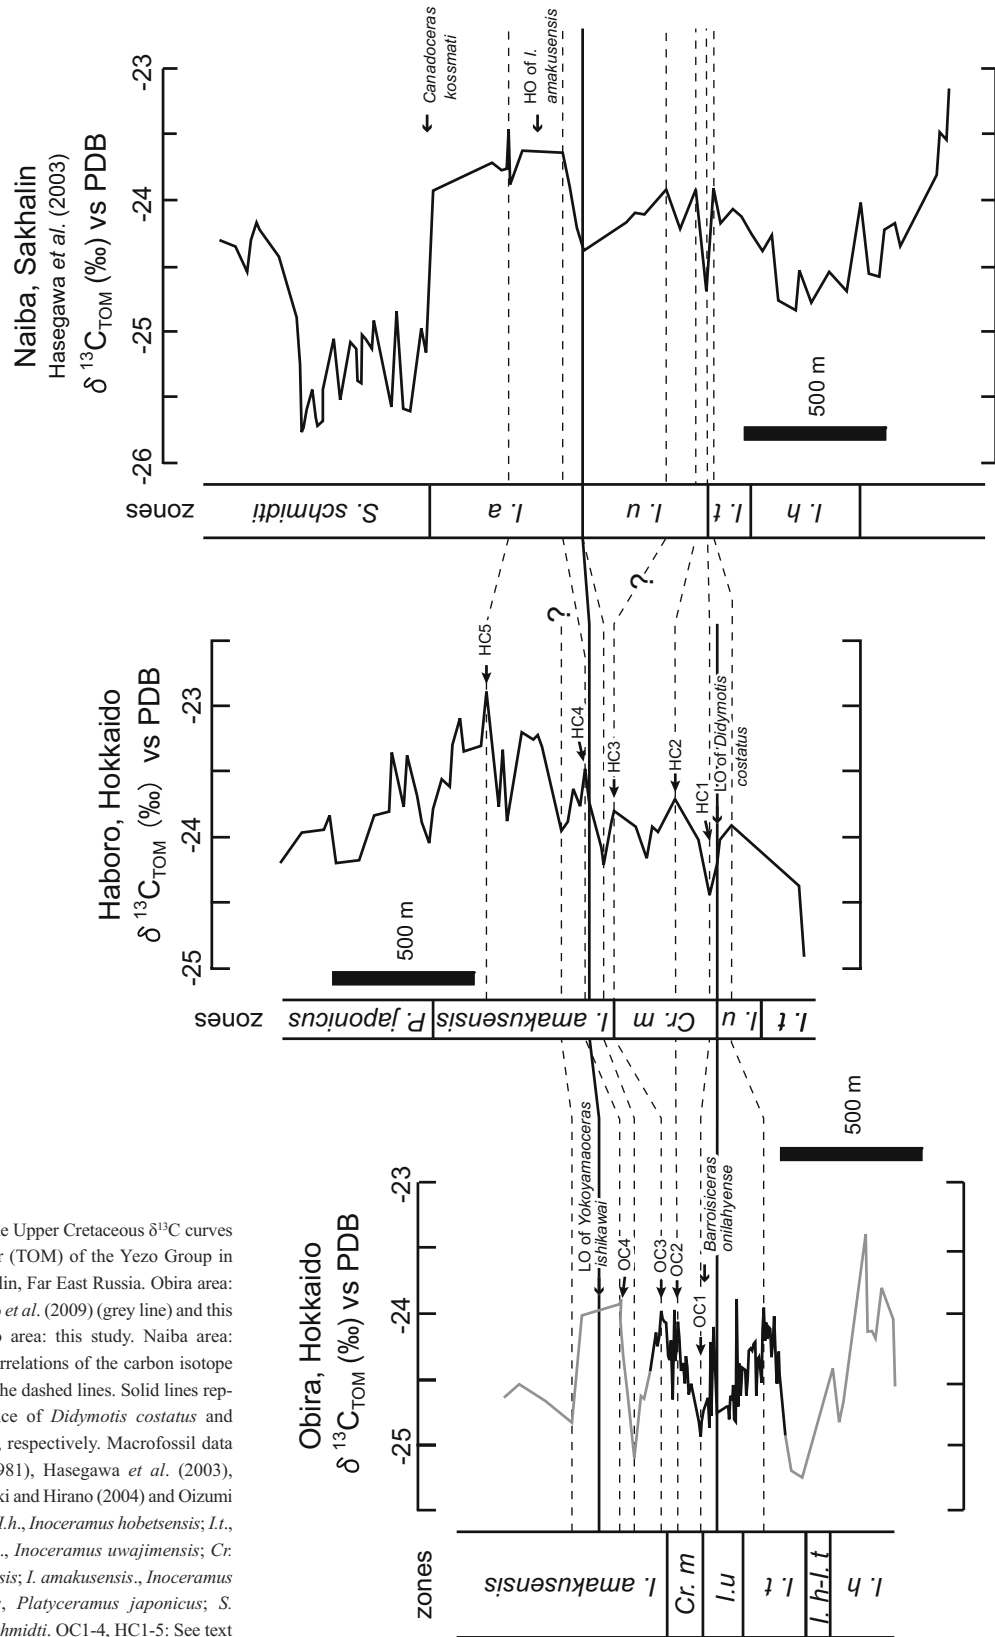 Naiba, Sakhalin
Hasegawa et al. (2003)
δ 13CTOM (‰) vs PDB
-26
-25
-24
-23
Canadoceras
kossmati
HO of I.
amakusensis
500 m
zones
S. schmidti
I. a
I. u
I. t
I. h
Haboro, Hokkaido
δ 13CTOM (‰) vs PDB
-25
-24
-23
HC5
?
HC4
?
HC3
HC2
HC1
LO of Didymotis
costatus
500 m
zones
P. japonicus
I. amakusensis
Cr. m
I. u
I. t
Obira, Hokkaido
δ 13CTOM (‰) vs PDB
-25
-24
-23
LO of Yokoyamaoceras
ishikawai
OC4
OC3
OC2
OC1
Barroisiceras
onilahyense
500 m
zones
I. amakusensis
Cr. m
I. t
I. h-I. t
I. h
e Upper Cretaceous δ13C curves
r (TOM) of the Yezo Group in
lin, Far East Russia. Obira area:
o et al. (2009) (grey line) and this
o area: this study. Naiba area:
rrelations of the carbon isotope
he dashed lines. Solid lines rep-
ce of Didymotis costatus and
, respectively. Macrofossil data
981), Hasegawa et al. (2003),
ki and Hirano (2004) and Oizumi
I.h., Inoceramus hobetsensis; I.t.,
., Inoceramus uwajimensis; Cr.
sis; I. amakusensis., Inoceramus
, Platyceramus japonicus; S.
hmidti. OC1-4, HC1-5: See text